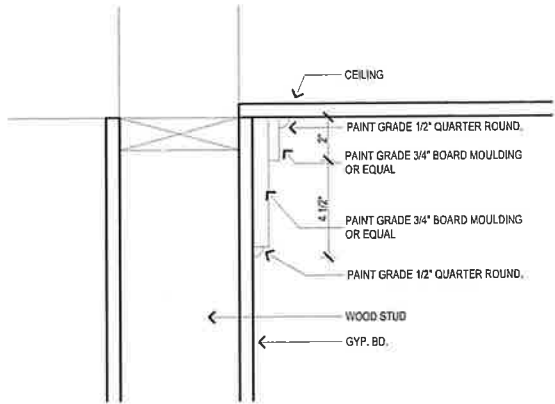 CEILING
PAINT GRADE 1/2" QUARTER ROUND.
2"
PAINT GRADE 3/4" BOARD MOULDING
OR EQUAL
4 1/2"
PAINT GRADE 3/4" BOARD MOULDING
OR EQUAL
PAINT GRADE 1/2" QUARTER ROUND.
WOOD STUD
GYP. BD.